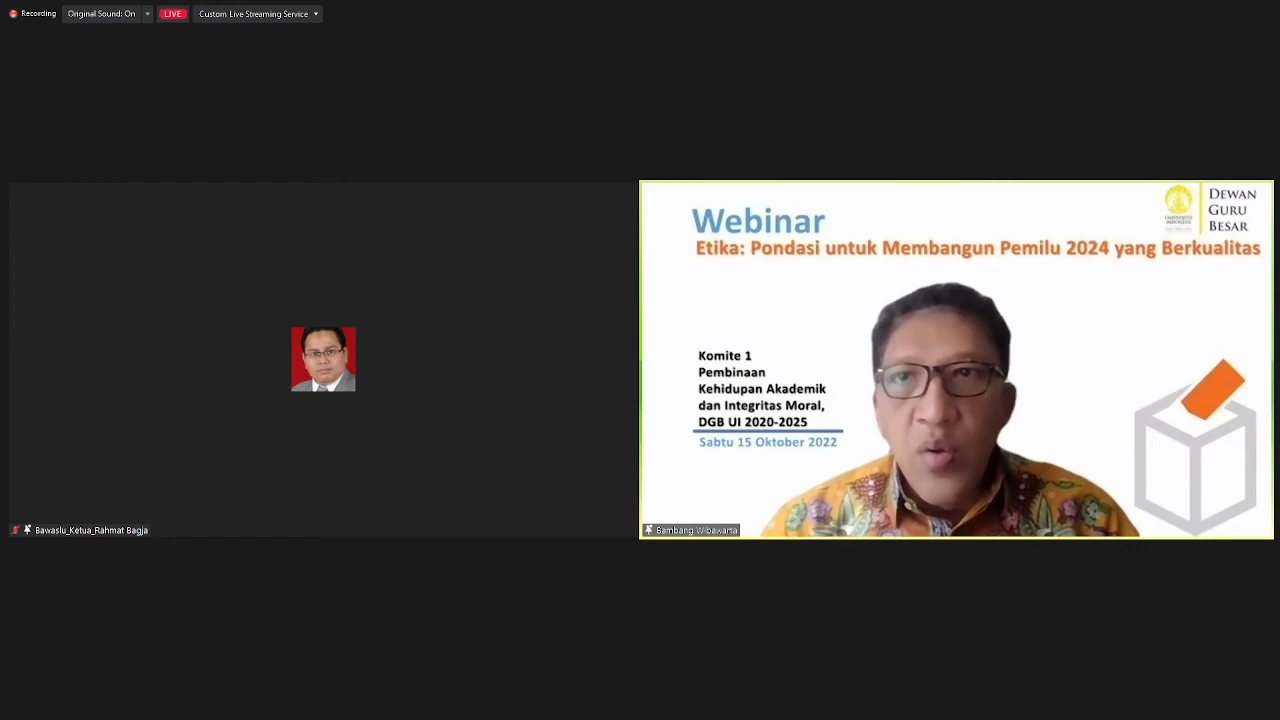 Recording
Original Sound: On
LIVE
Custom Live Streaming Service
Webinar
Etika: Pondasi untuk Membangun Pemilu 2024 yang Berkualitas
UNIVERSITAS
INDONESIA
DEWAN
GURU
BESAR
Komite 1
Pembinaan
Kehidupan Akademik
dan Integritas Moral,
DGB UI 2020-2025
Sabtu 15 Oktober 2022
Bawaslu_Ketua_Rahmat Bagja
Bambang Wibawarta